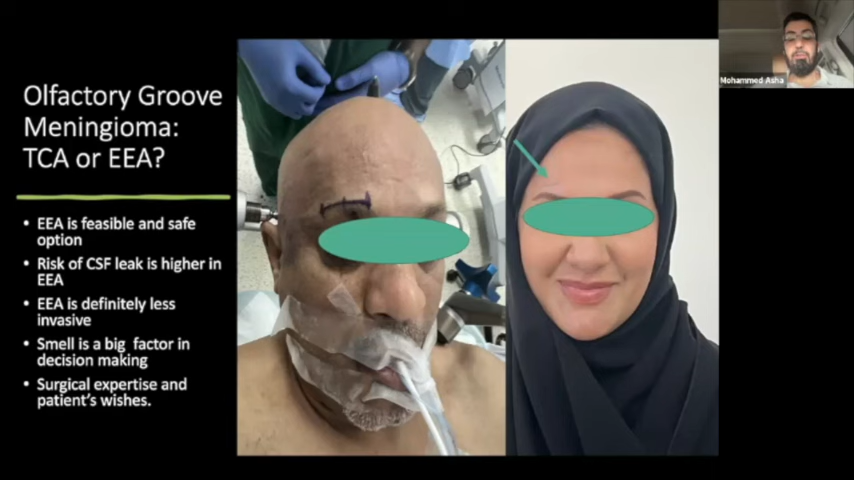 Olfactory Groove
Meningioma:
TCA or EEA?
• EEA is feasible and safe
option
• Risk of CSF leak is higher in
EEA
• EEA is definitely less
invasive
• Smell is a big factor in
decision making
• Surgical expertise and
patient's wishes.
Mohammed Asha